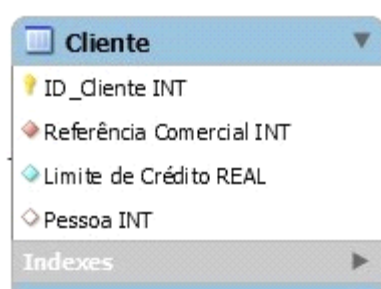 Cliente
ID_Cliente INT
Referência Comercial INT
Limite de Crédito REAL
Pessoa INT
Indexes